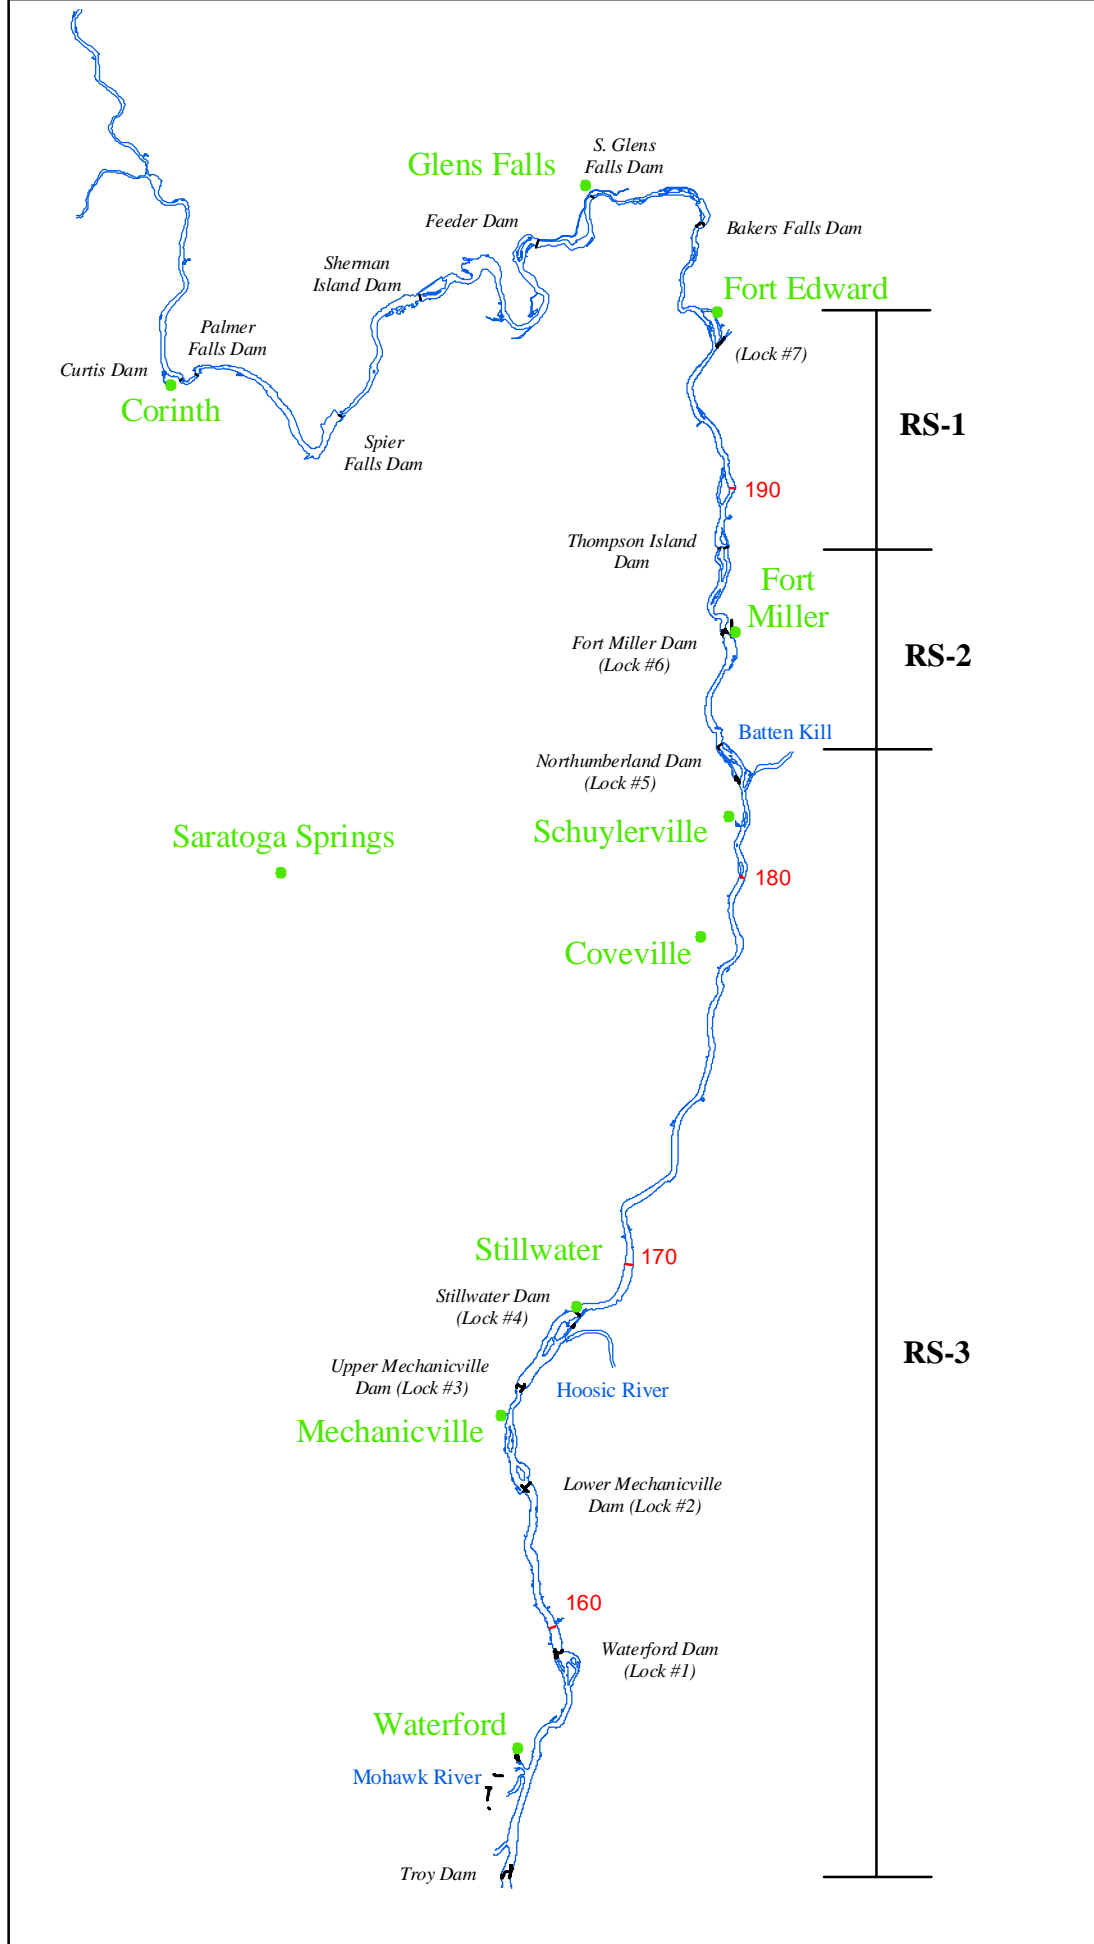 S. Glens
Falls Dam
Glens Falls
Feeder Dam
Bakers Falls Dam
Sherman
Island Dam
Fort Edward
Palmer
Falls Dam
(Lock #7)
Curtis Dam
Corinth
RS-1
Spier
Falls Dam
190
Thompson Island
Dam
Fort
Miller
Fort Miller Dam
(Lock #6)
RS-2
Batten Kill
Northumberland Dam
(Lock #5)
Schuylerville
Saratoga Springs
180
Coveville
Stillwater
170
Stillwater Dam
(Lock #4)
RS-3
Upper Mechanicville
Dam (Lock #3)
Hoosic River
Mechanicville
Lower Mechanicville
Dam (Lock #2)
160
Waterford Dam
(Lock #1)
Waterford
Mohawk River
Troy Dam